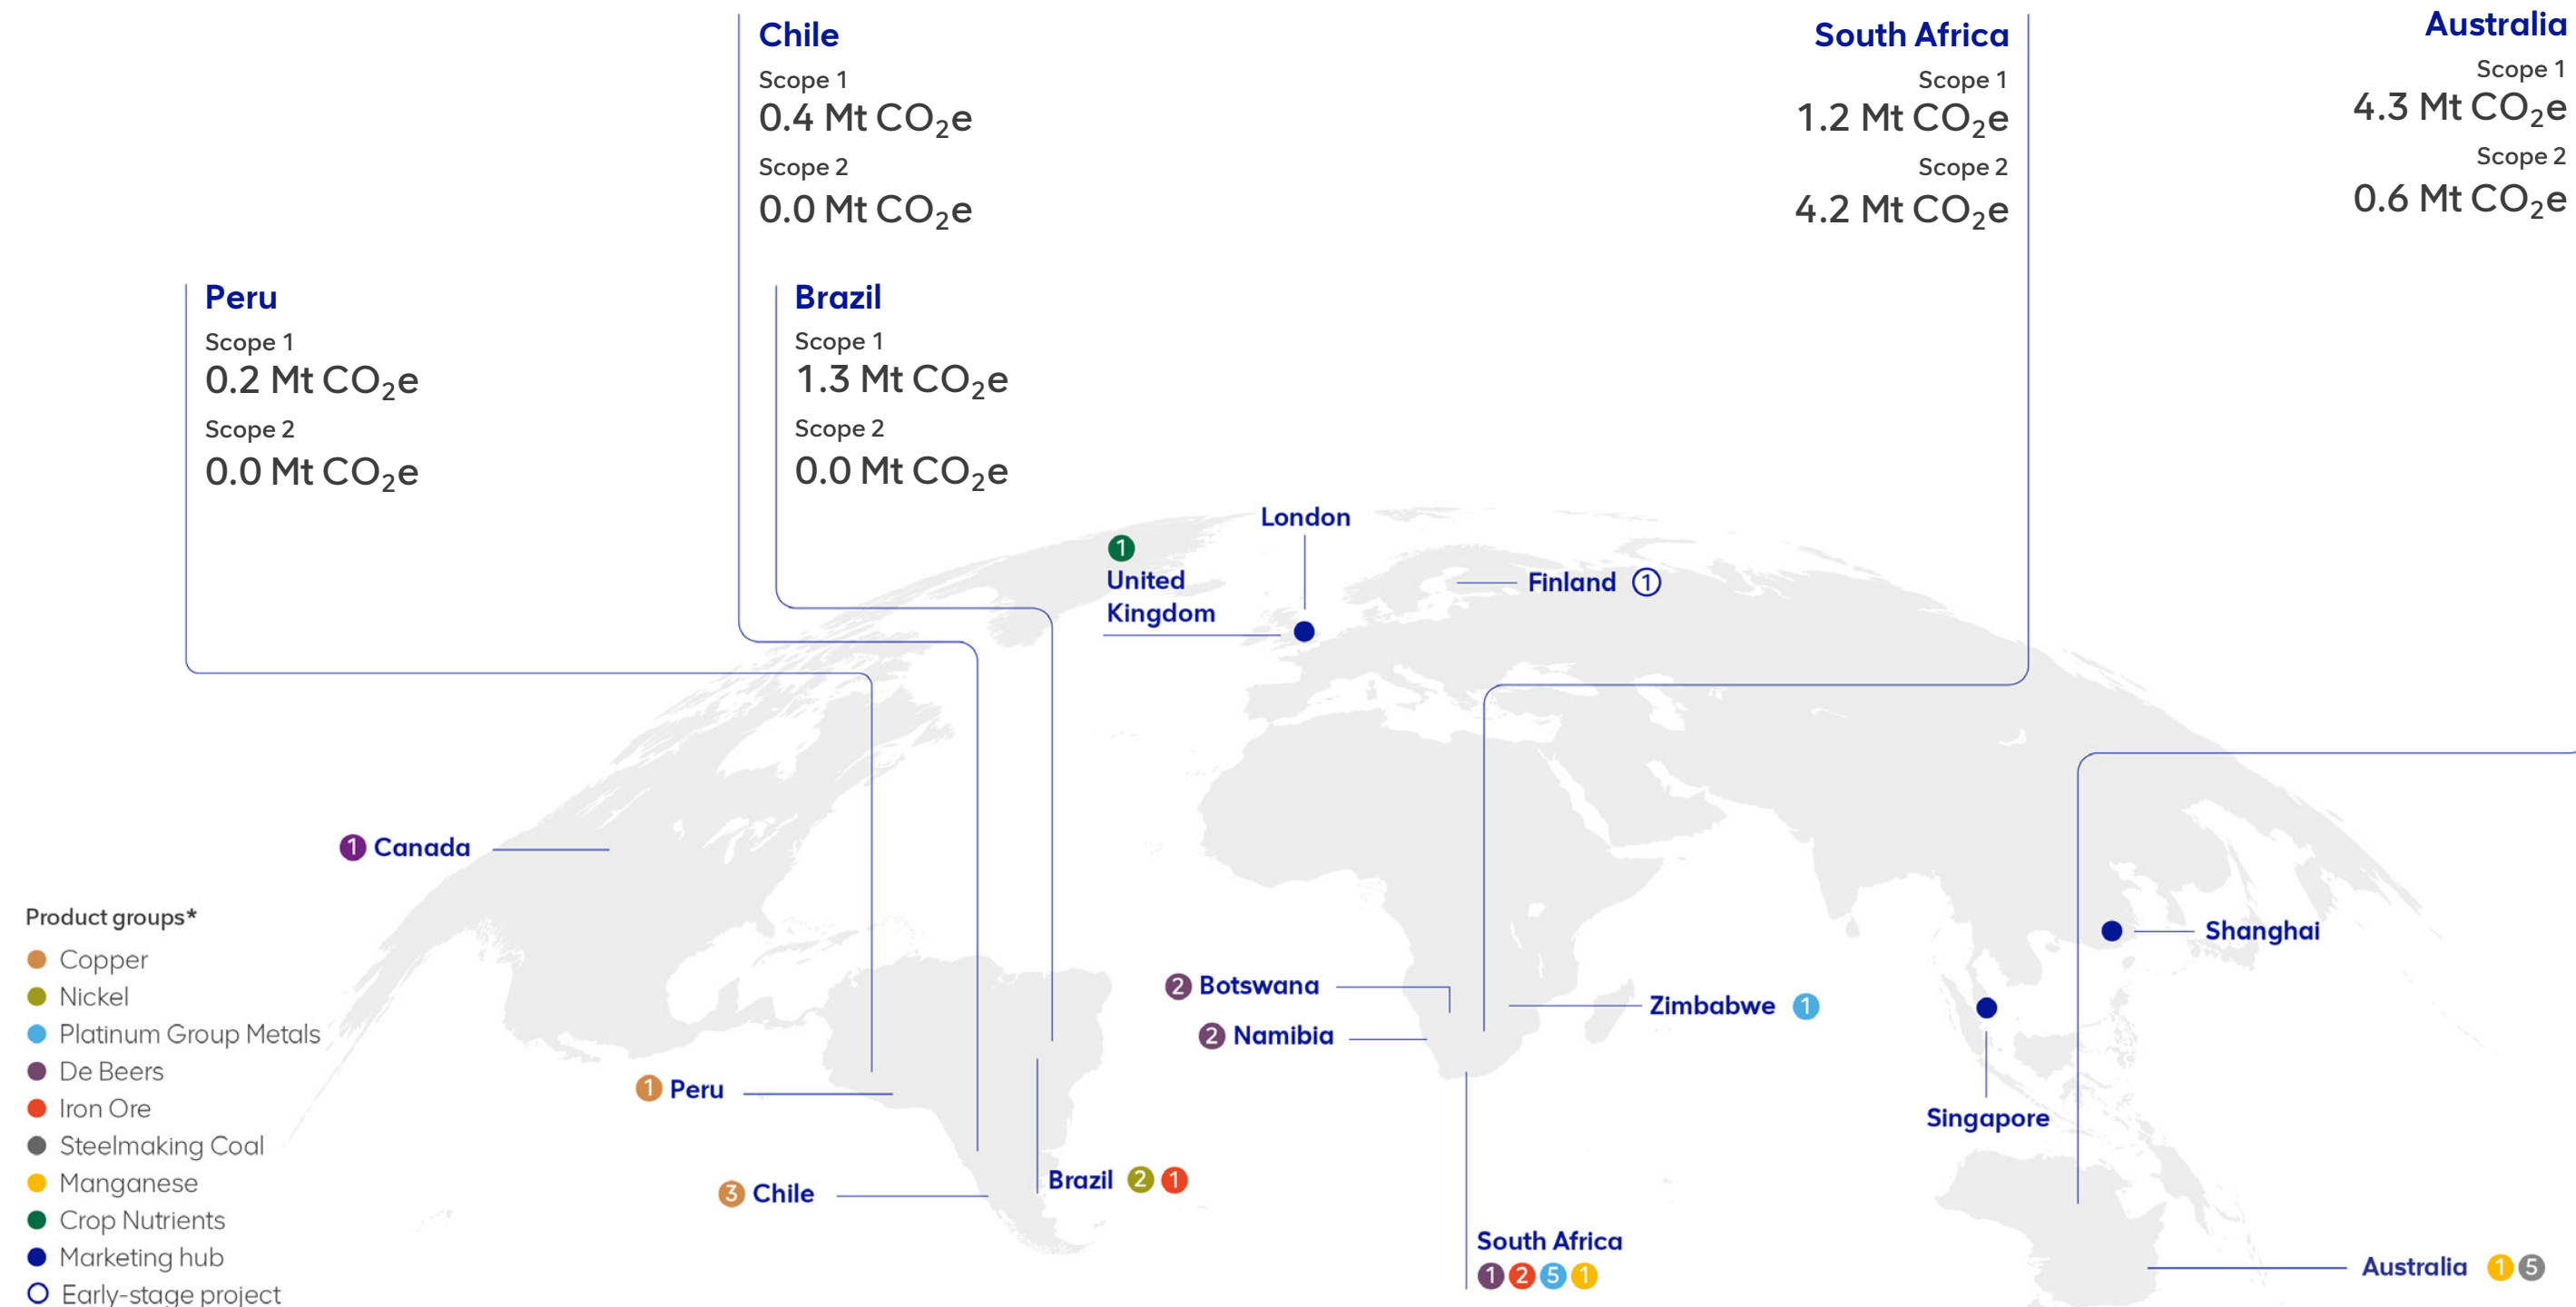 Chile
Scope 1
0.4 Mt CO₂e
Scope 2
0.0 Mt CO₂e
South Africa
Scope 1
1.2 Mt CO₂e
Scope 2
4.2 Mt CO₂e
Australia
Scope 1
4.3 Mt CO₂e
Scope 2
0.6 Mt CO₂e
Peru
Scope 1
0.2 Mt CO₂e
Scope 2
0.0 Mt CO₂e
Brazil
Scope 1
1.3 Mt CO₂e
Scope 2
0.0 Mt CO₂e
London
1
United
Kingdom
Finland 1
1 Canada
Product groups*
Copper
Nickel
Platinum Group Metals
De Beers
Iron Ore
Steelmaking Coal
Manganese
Crop Nutrients
Marketing hub
Early-stage project
Shanghai
2 Botswana
Zimbabwe 1
2 Namibia
1 Peru
Singapore
3 Chile
Brazil 2 1
South Africa
1 2 5 1
Australia 1 5